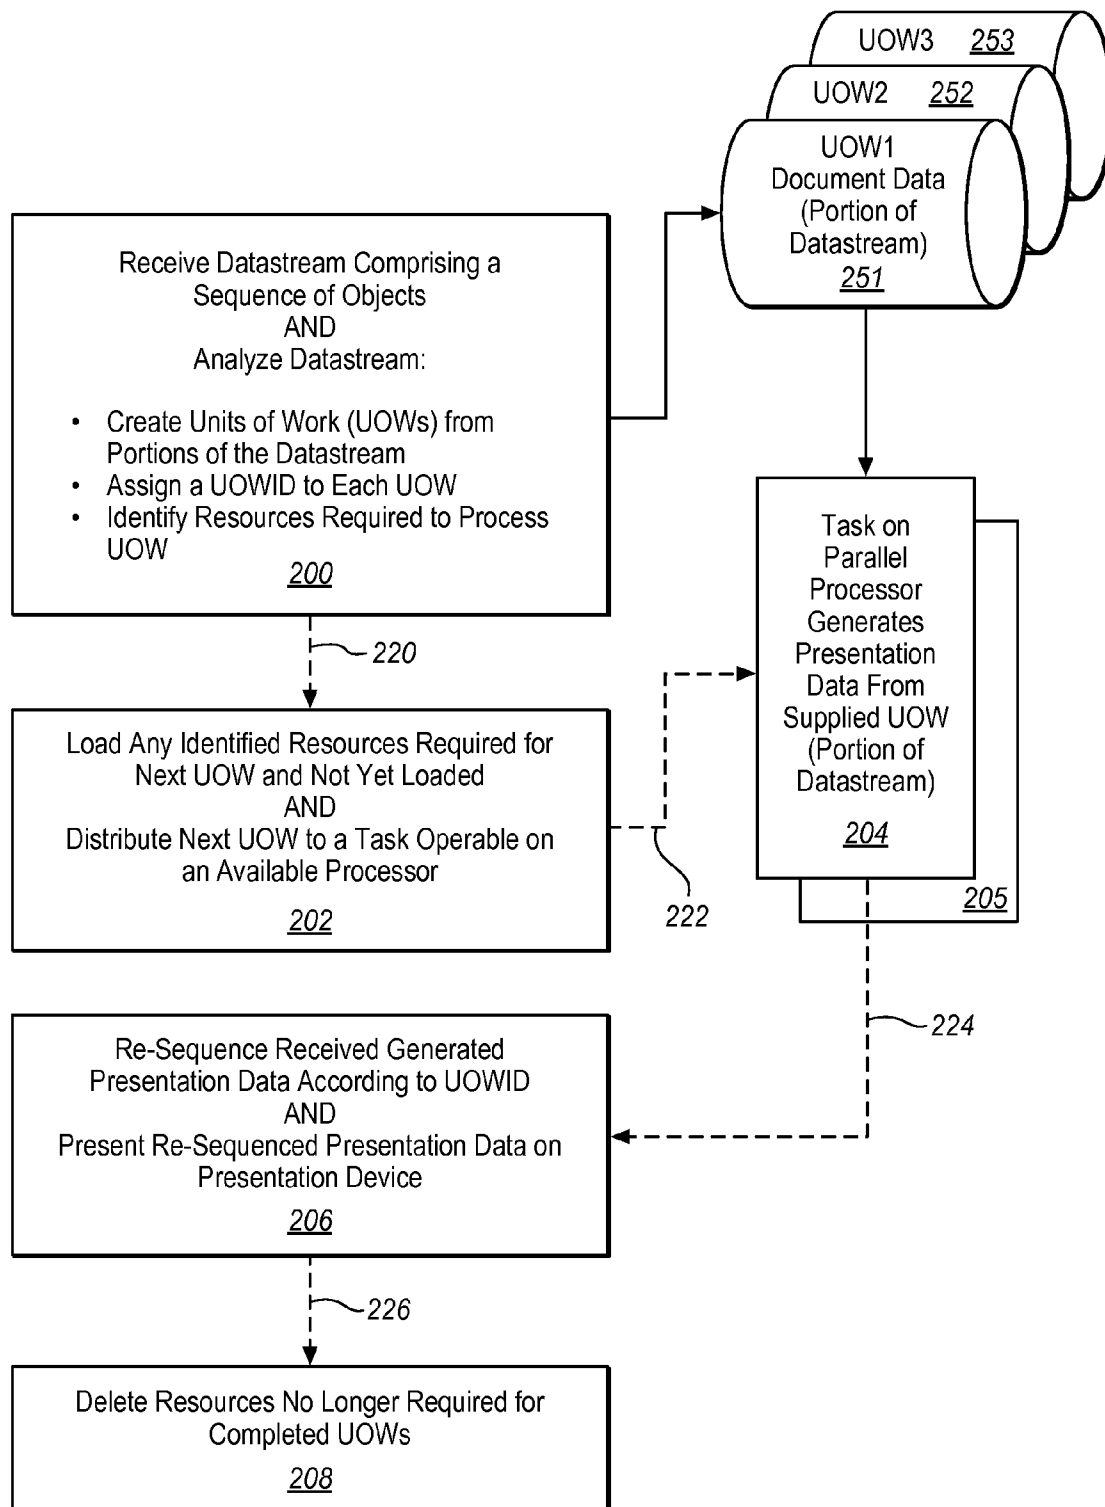 UOW3 253
UOW2 252
UOW1
Document Data
(Portion of
Datastream)
251
Receive Datastream Comprising a
Sequence of Objects
AND
Analyze Datastream:
• Create Units of Work (UOWs) from
Portions of the Datastream
• Assign a UOWID to Each UOW
• Identify Resources Required to Process
UOW
200
220
Load Any Identified Resources Required for
Next UOW and Not Yet Loaded
AND
Distribute Next UOW to a Task Operable on
an Available Processor
202
222
Task on
Parallel
Processor
Generates
Presentation
Data From
Supplied UOW
(Portion of
Datastream)
204
205
224
Re-Sequence Received Generated
Presentation Data According to UOWID
AND
Present Re-Sequenced Presentation Data on
Presentation Device
206
226
Delete Resources No Longer Required for
Completed UOWs
208